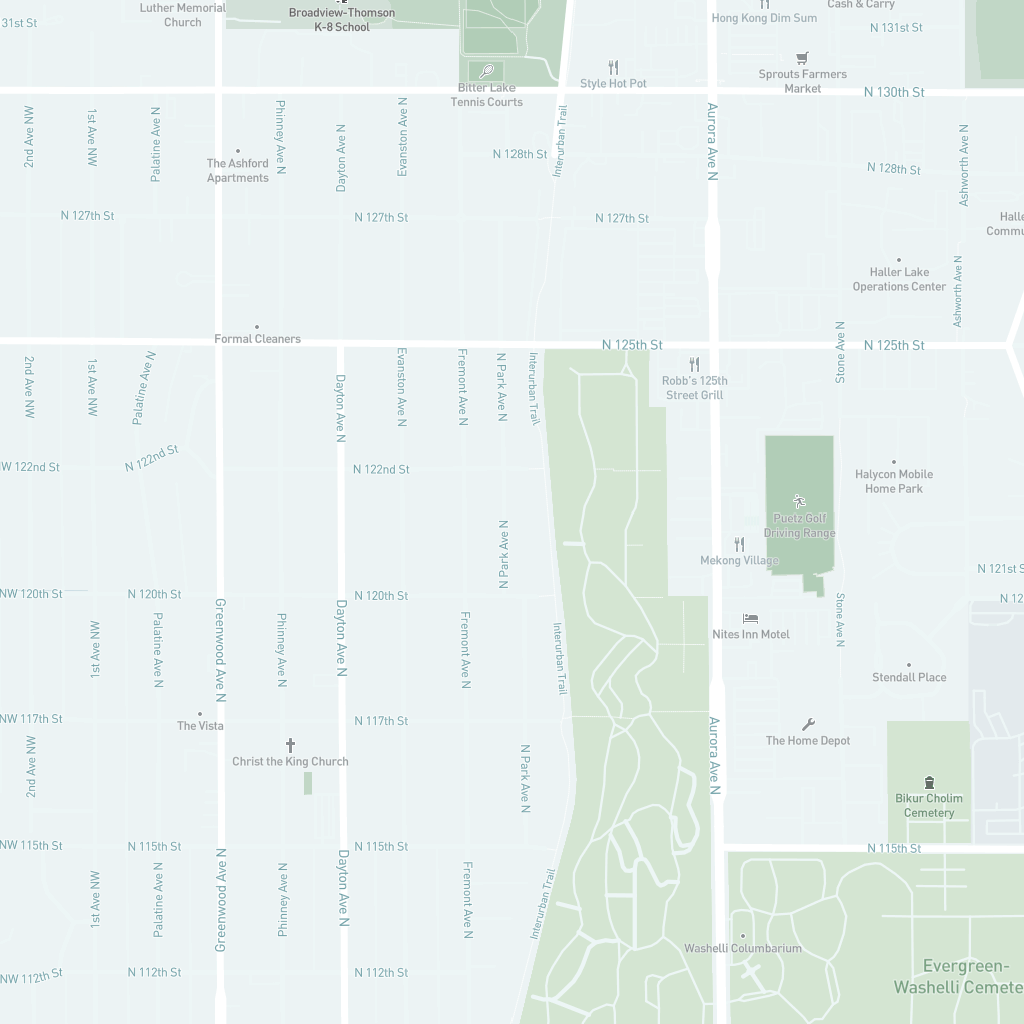 Luther Memorial
Church
Broadview-Thomson
K-8 School
Hong Kong Dim Sum
Cash & Carry
31st St
N 131st St
Bitter Lake
Tennis Courts
Style Hot Pot
Sprouts Farmers
Market
N 130th St
2nd Ave NW
1st Ave NW
Palatine Ave N
Phinney Ave N
Dayton Ave N
Evanston Ave N
Interurban Trail
Aurora Ave N
Ashworth Ave N
N 128th St
N 128th St
The Ashford
Apartments
N 127th St
N 127th St
N 127th St
Haller Lake
Operations Center
Ashworth Ave N
Formal Cleaners
N 125th St
N 125th St
Stone Ave N
2nd Ave NW
1st Ave NW
Palatine Ave N
Dayton Ave N
Evanston Ave N
Fremont Ave N
N Park Ave N
Interurban Trail
Robb's 125th
Street Grill
NW 122nd St
N 122nd St
N 122nd St
Halycon Mobile
Home Park
Puetz Golf
Driving Range
Mekong Village
N Park Ave N
N 121st S
NW 120th St
N 120th St
N 120th St
N 12
Greenwood Ave N
1st Ave NW
Palatine Ave N
Phinney Ave N
Dayton Ave N
Fremont Ave N
Interurban Trail
Stone Ave N
Nites Inn Motel
Stendall Place
NW 117th St
The Vista
N 117th St
Aurora Ave N
The Home Depot
2nd Ave NW
Christ the King Church
N Park Ave N
Bikur Cholim
Cemetery
NW 115th St
N 115th St
N 115th St
N 115th St
1st Ave NW
Palatine Ave N
Greenwood Ave N
Phinney Ave N
Dayton Ave N
Fremont Ave N
Interurban Trail
Washelli Columbarium
NW 112th St
N 112th St
N 112th St
Evergreen-
Washelli Cemete